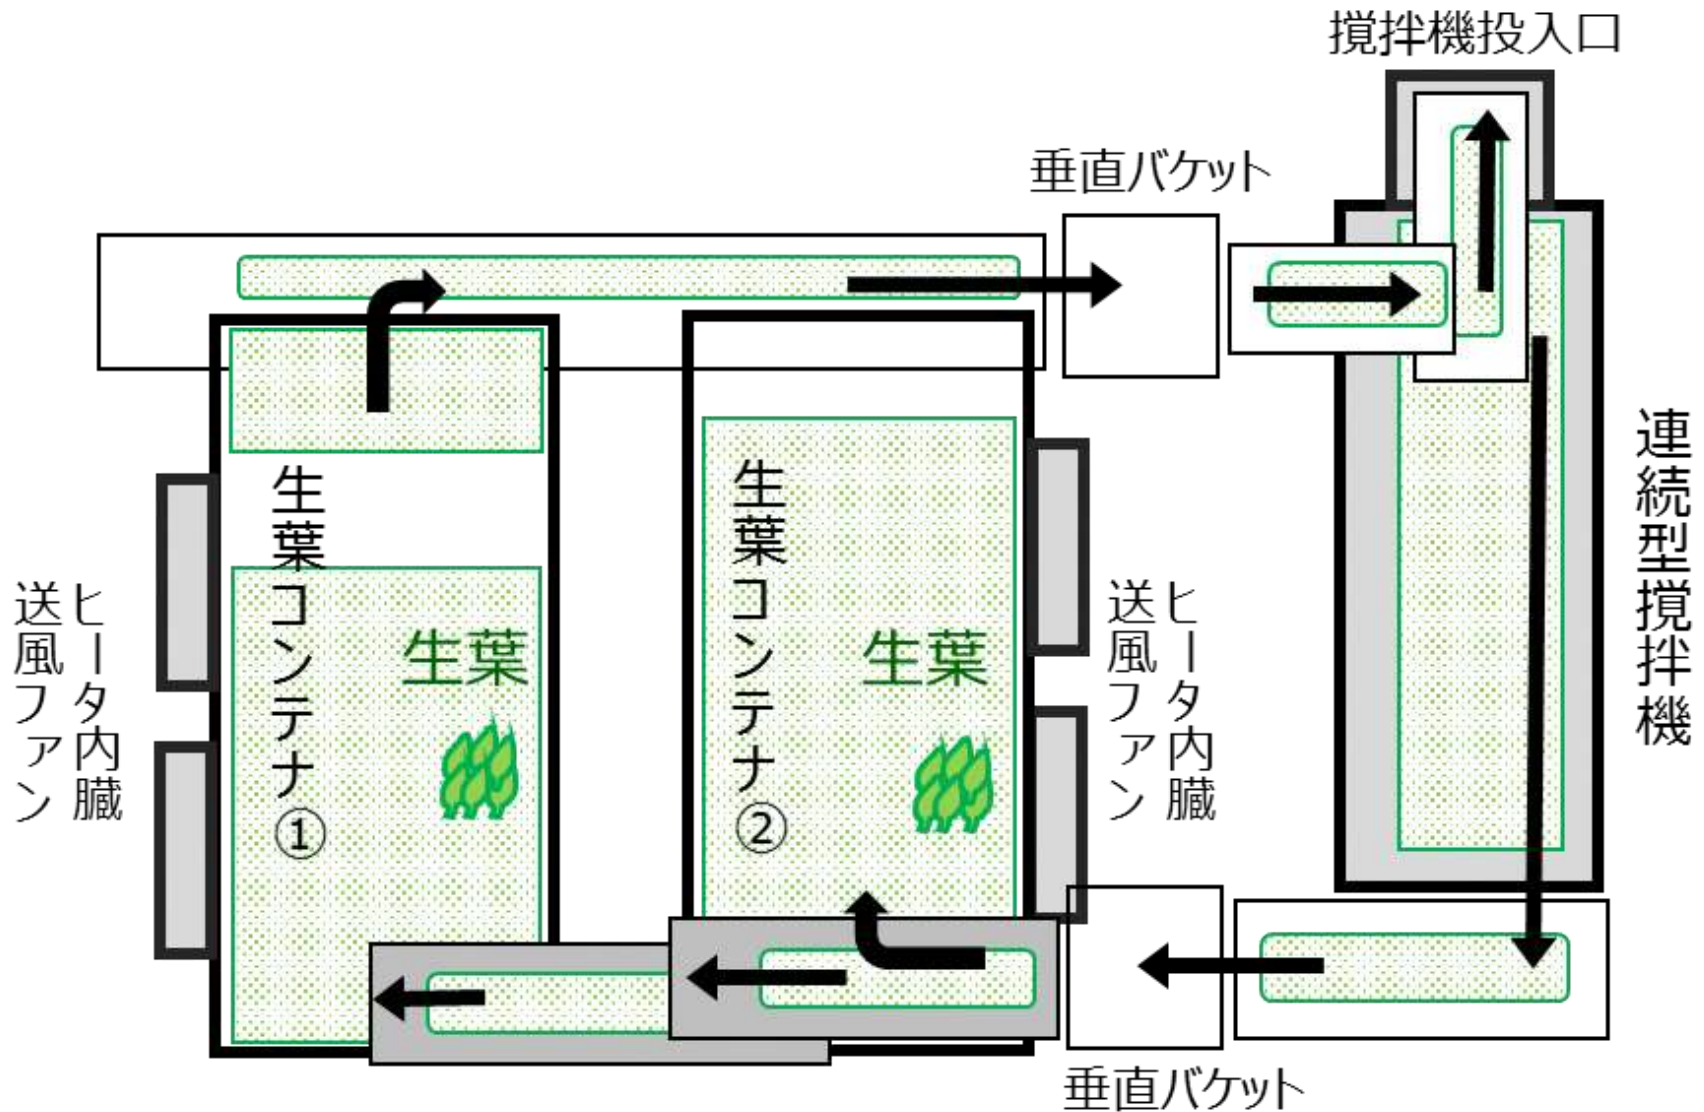 撹拌機投入口
垂直バケット
生葉コンテナ①
生葉
ヒータ内臓
送風ファン
生葉コンテナ②
生葉
ヒータ内臓
送風ファン
連続型撹拌機
垂直バケット